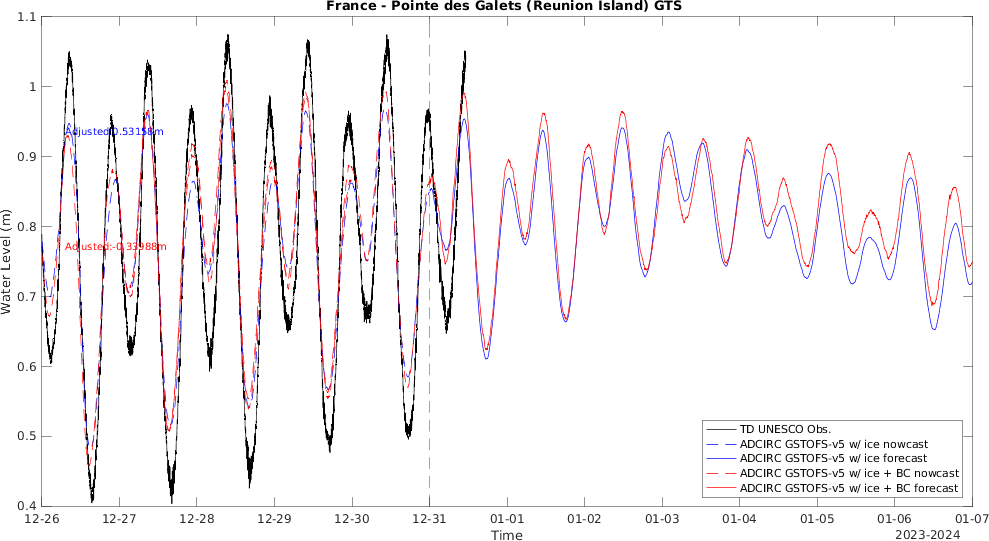 France - Pointe des Galets (Reunion Island) GTS
1.1
1
0.9
0.8
0.7
0.6
0.5
0.4
Water Level (m)
Adjusted:0.53158m
Adjusted:-0.33988m
TD UNESCO Obs.
ADCIRC GSTOFS-v5 w/ ice nowcast
ADCIRC GSTOFS-v5 w/ ice forecast
ADCIRC GSTOFS-v5 w/ ice + BC nowcast
ADCIRC GSTOFS-v5 w/ ice + BC forecast
12-26 12-27 12-28 12-29 12-30 12-31 01-01 01-02 01-03 01-04 01-05 01-06 01-07
Time
2023-2024